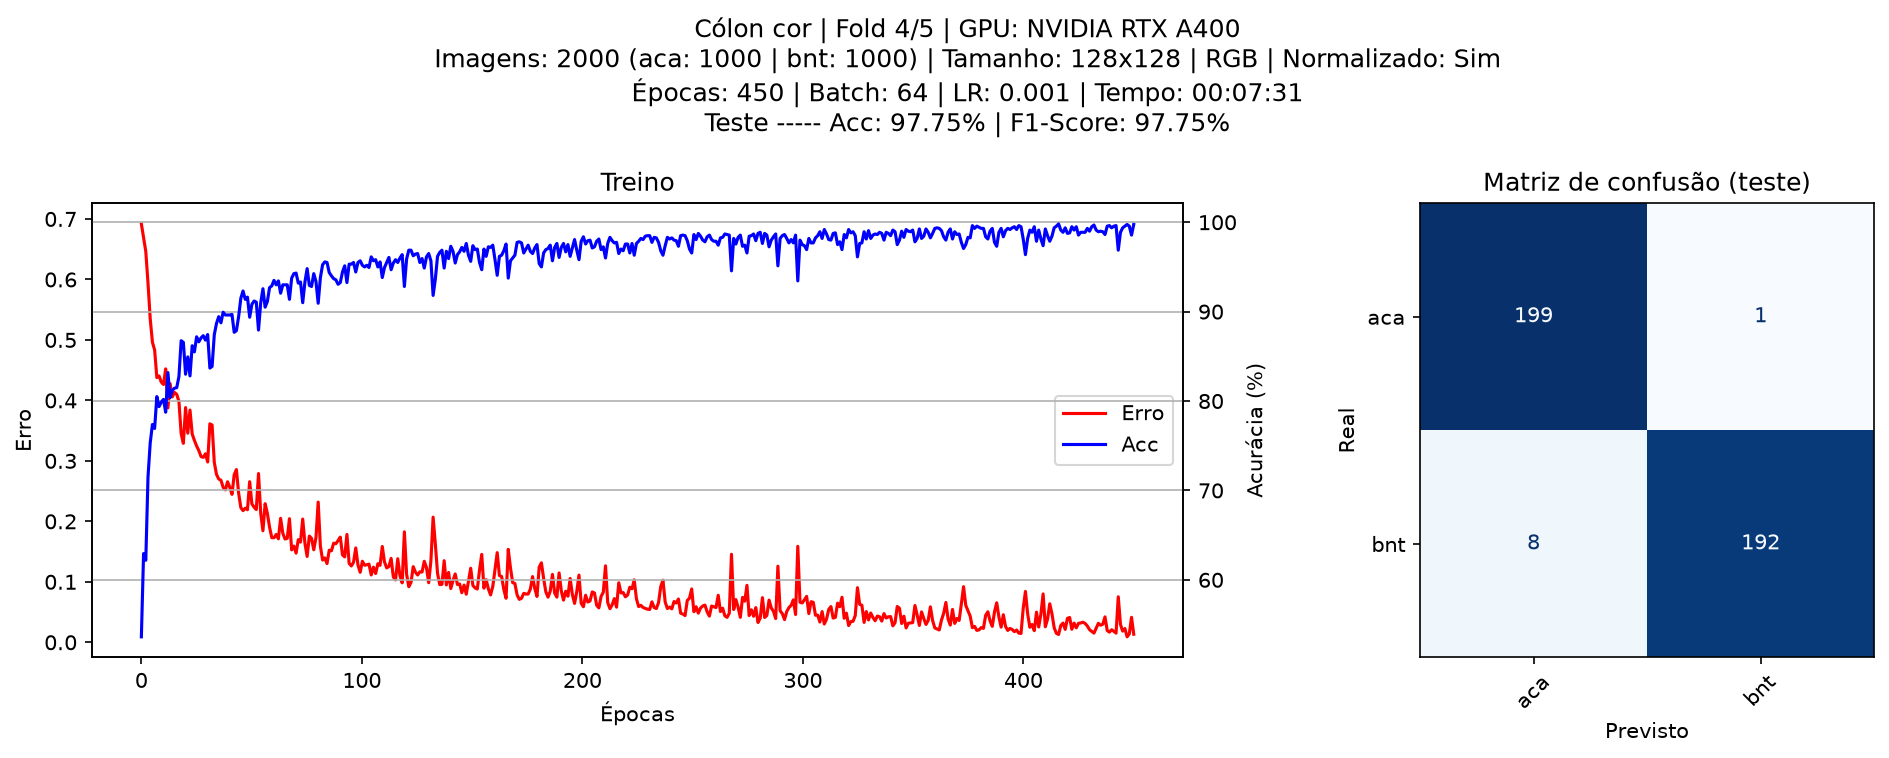 Cólon cor | Fold 4/5 | GPU: NVIDIA RTX A400
Imagens: 2000 (aca: 1000 | bnt: 1000) | Tamanho: 128x128 | RGB | Normalizado: Sim
Épocas: 450 | Batch: 64 | LR: 0.001 | Tempo: 00:07:31
Teste ----- Acc: 97.75% | F1-Score: 97.75%
Treino
0.7
0.6
0.5
0.4
0.3
0.2
0.1
0.0
Erro
0
100
200
300
400
Épocas
100
90
80
70
60
Acurácia (%)
Erro
Acc
Matriz de confusão (teste)
Real
aca
199
1
bnt
8
192
aca
bnt
Previsto